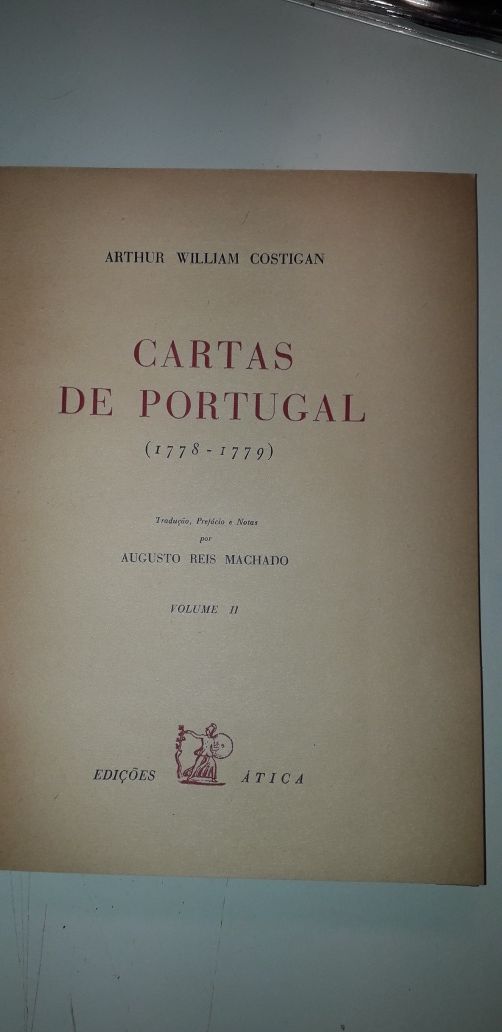 ARTHUR WILLIAM COSTIGAN
CARTAS
DE PORTUGAL
(1778-1779)
Tradução, Prefácio e Notas
por
AUGUSTO REIS MACHADO
VOLUME II
EDIÇÕES ÁTICA